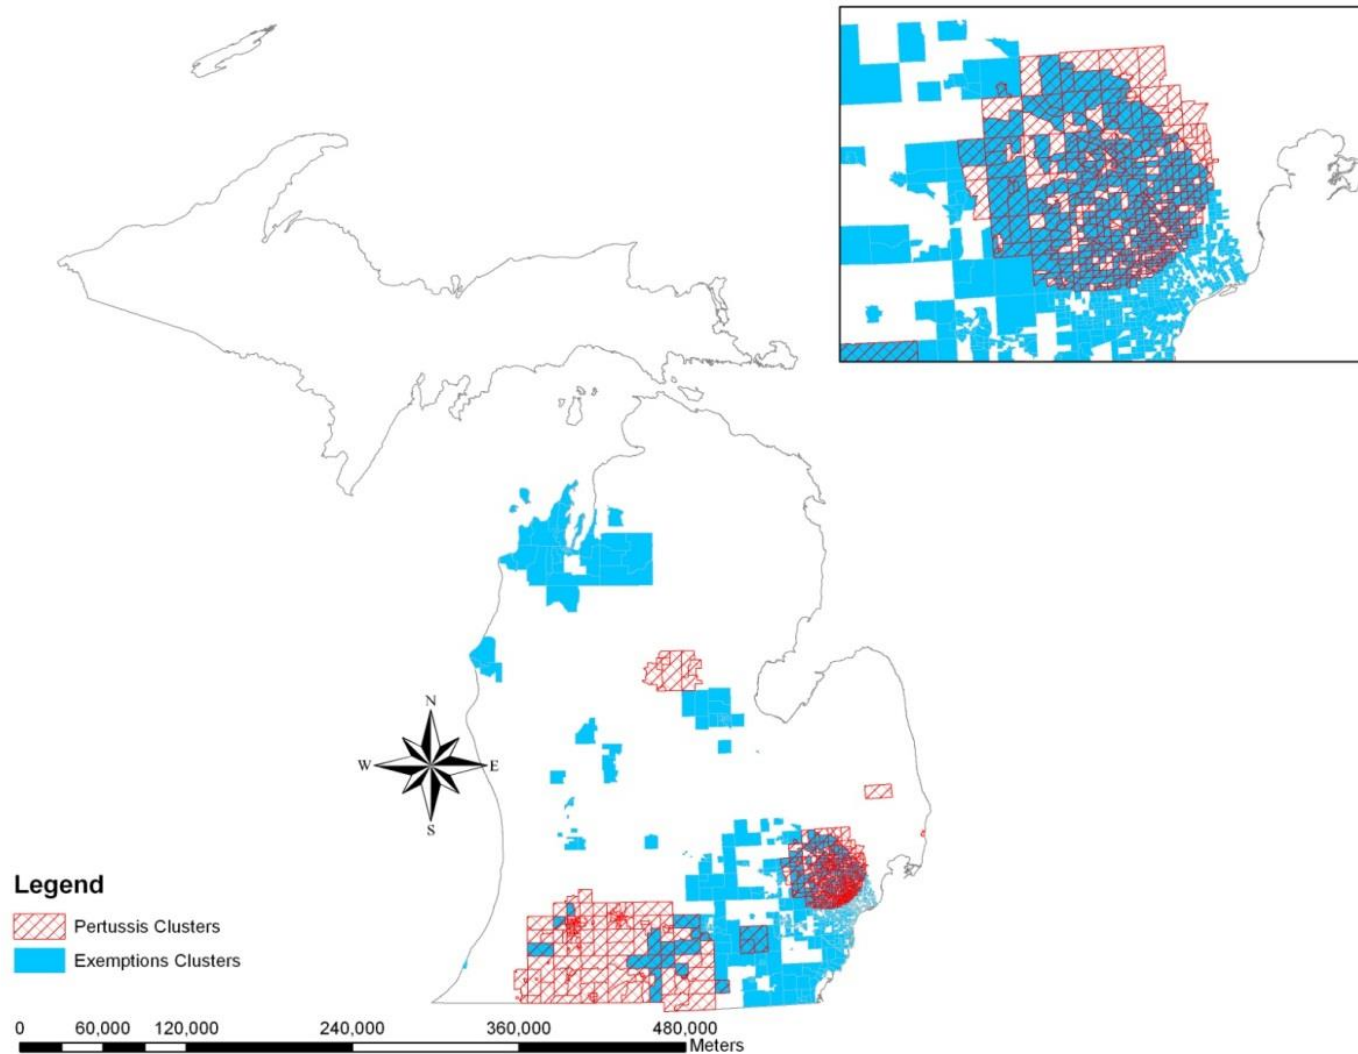 N
W E
S
Legend
Pertussis Clusters
Exemptions Clusters
0 60,000 120,000 240,000 360,000 480,000
Meters